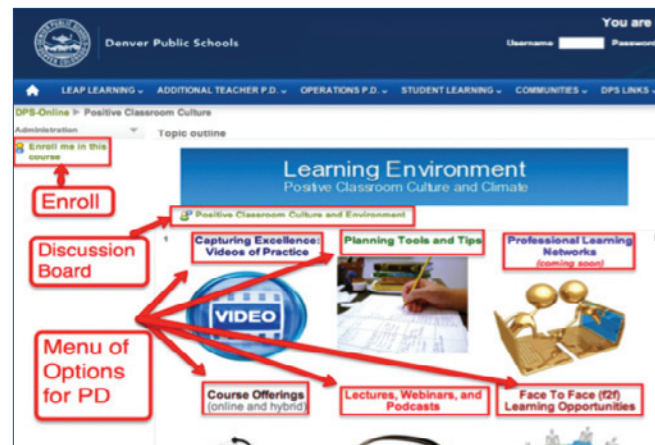 You are
Denver Public Schools
Username
Password
LEAP LEARNING
ADDITIONAL TEACHER P.D.
OPERATIONS P.D.
STUDENT LEARNING
COMMUNITIES
DPS LINKS
DPS-Online ► Positive Classroom Culture
Administration
Topic outline
Enroll me in this
course
Learning Environment
Positive Classroom Culture and Climate
Enroll
Positive Classroom Culture and Environment
Discussion
Board
Capturing Excellence:
Videos of Practice
Planning Tools and Tips
Professional Learning
Networks
(coming soon)
VIDEO
Menu of
Options
for PD
Course Offerings
(online and hybrid)
Lectures, Webinars, and
Podcasts
Face To Face (f2f)
Learning Opportunities